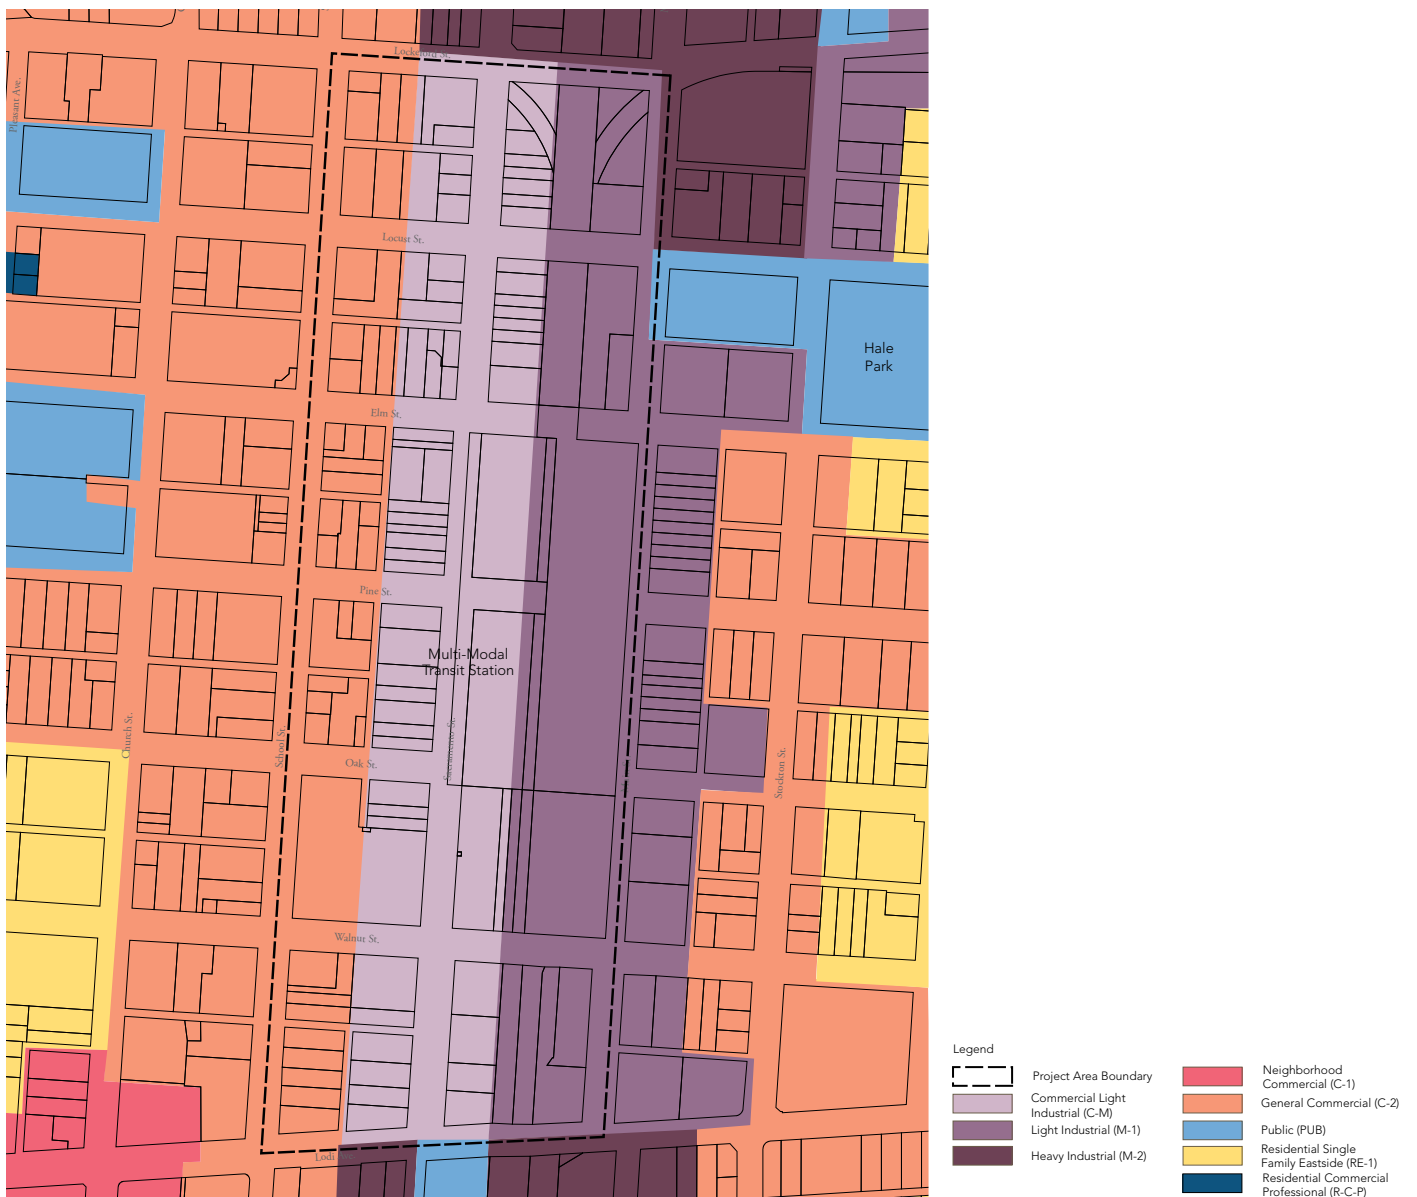 Lockeford St.
Pleasant Ave.
Locust St.
Hale
Park
Elm St.
Pine St.
Multi-Modal
Transit Station
Church St.
School St.
Sacramento St.
Stockton St.
Oak St.
Walnut St.
Lodi
Legend
Project Area Boundary
Commercial Light
Industrial (C-M)
Light Industrial (M-1)
Heavy Industrial (M-2)
Neighborhood
Commercial (C-1)
General Commercial (C-2)
Public (PUB)
Residential Single
Family Eastside (RE-1)
Residential Commercial
Professional (R-C-P)